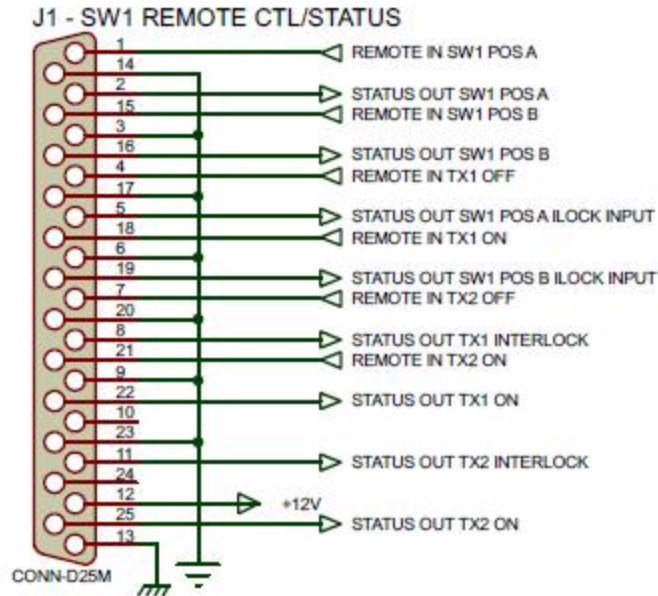 J1 - SW1 REMOTE CTL/STATUS
1 REMOTE IN SW1 POS A
14
2 STATUS OUT SW1 POS A
15 REMOTE IN SW1 POS B
3
16 STATUS OUT SW1 POS B
4 REMOTE IN TX1 OFF
17
5 STATUS OUT SW1 POS A ILOCK INPUT
18 REMOTE IN TX1 ON
6
19 STATUS OUT SW1 POS B ILOCK INPUT
7 REMOTE IN TX2 OFF
20
8 STATUS OUT TX1 INTERLOCK
21 REMOTE IN TX2 ON
9
22 STATUS OUT TX1 ON
10
23
11 STATUS OUT TX2 INTERLOCK
24
12 +12V
25 STATUS OUT TX2 ON
13
CONN-D25M